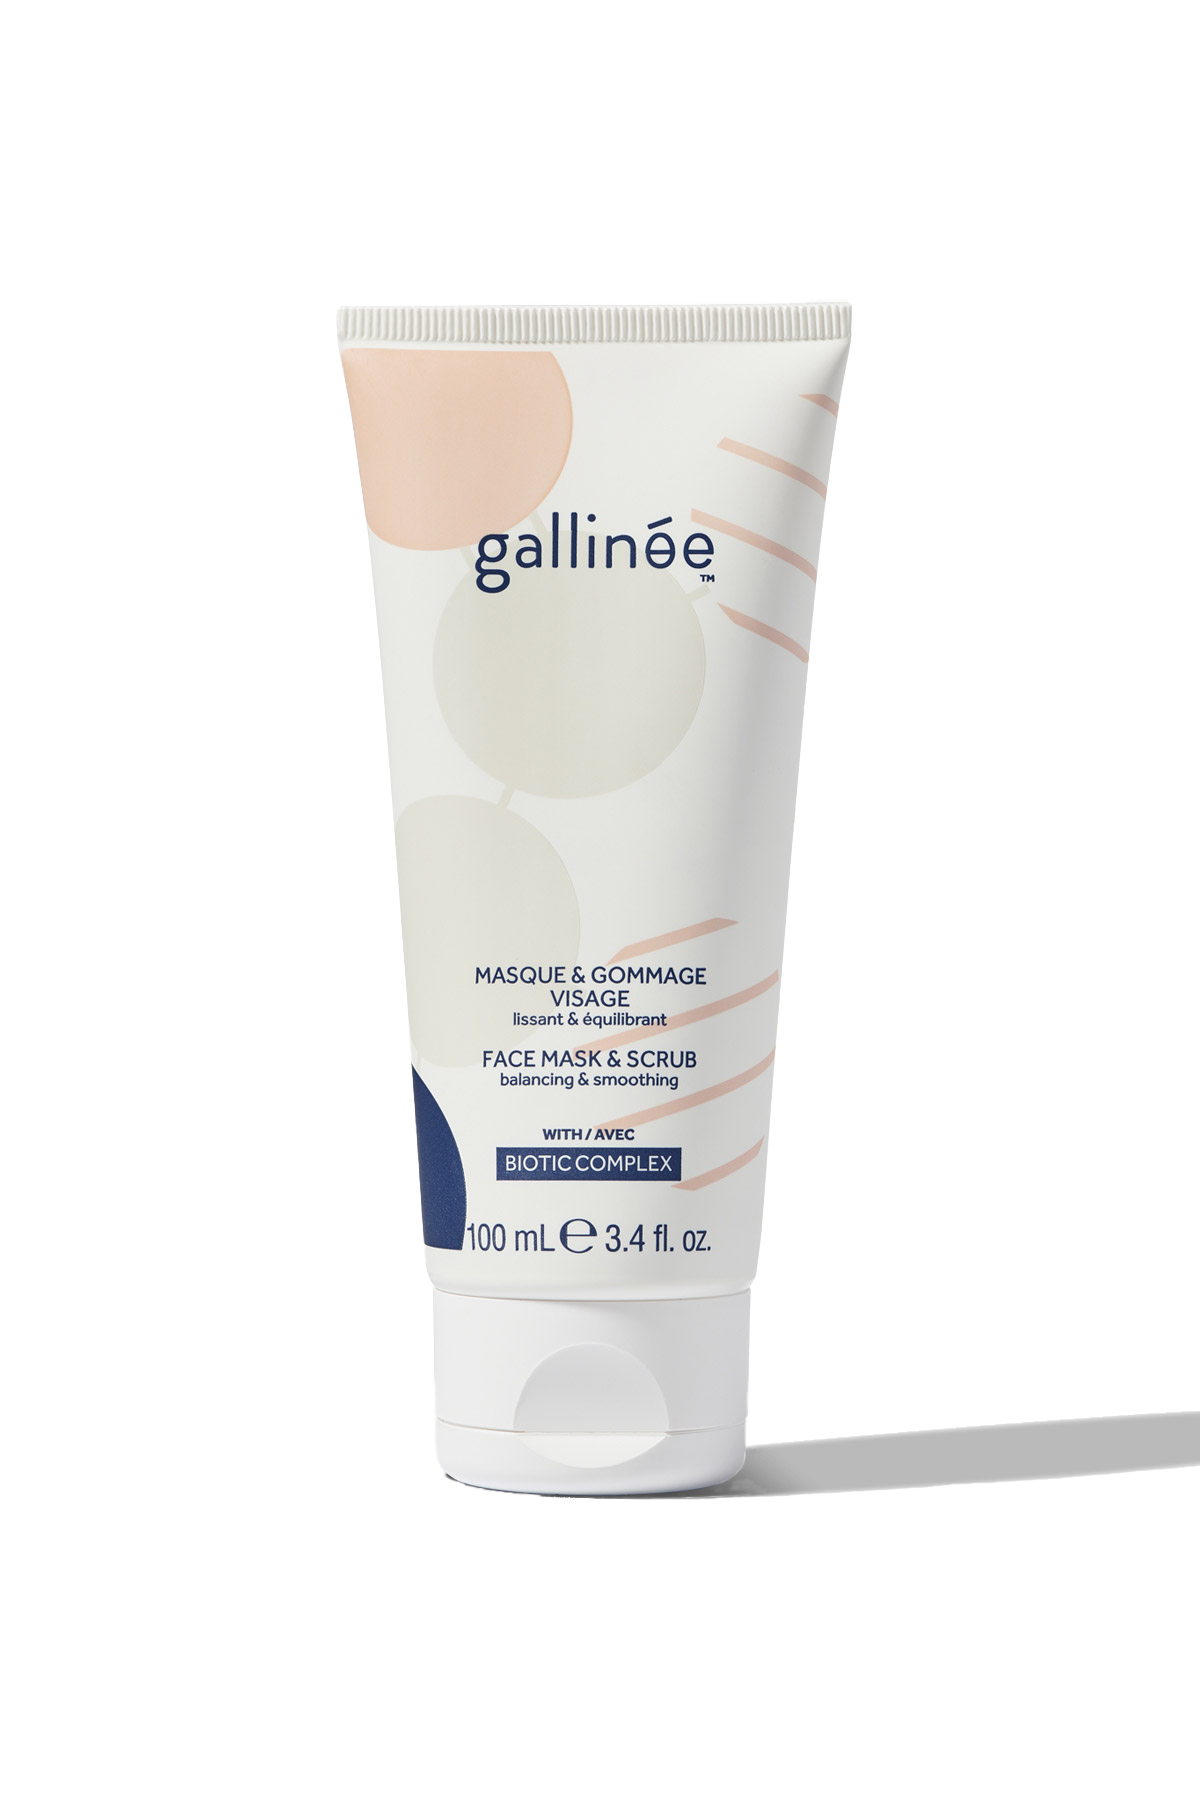 gallinée
TM
MASQUE & GOMMAGE
VISAGE
lissant & équilibrant
FACE MASK & SCRUB
balancing & smoothing
WITH / AVEC
BIOTIC COMPLEX
100 mL ℮ 3.4 fl. oz.